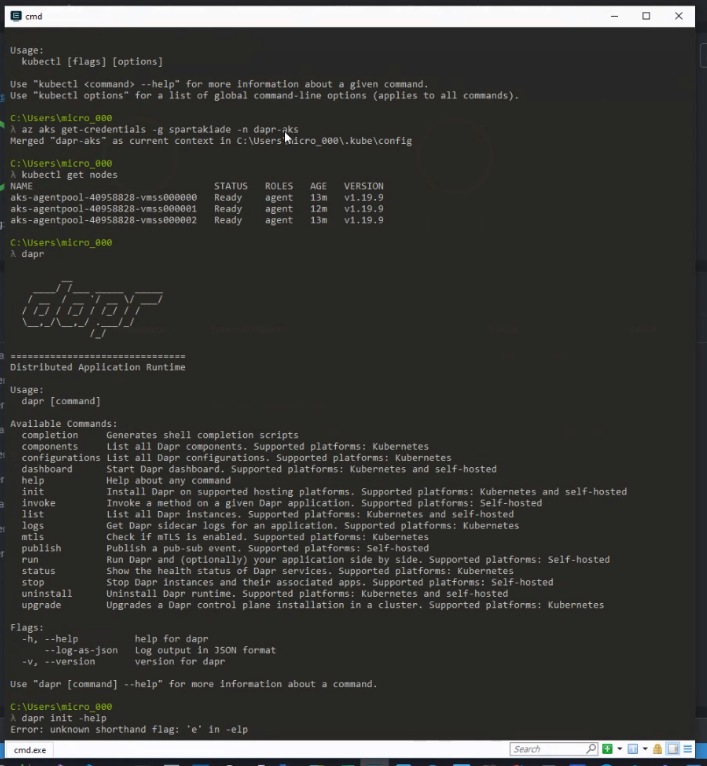 cmd
Usage:
kubectl [flags] [options]
Use "kubectl <command> --help" for more information about a given command.
Use "kubectl options" for a list of global command-line options (applies to all commands).
C:\Users\micro_000
λ az aks get-credentials -g spartakiade -n dapr-aks
Merged "dapr-aks" as current context in C:\Users\micro_000\.kube\config
C:\Users\micro_000
λ kubectl get nodes
NAME STATUS ROLES AGE VERSION
aks-agentpool-40958828-vmss000000 Ready agent 13m v1.19.9
aks-agentpool-40958828-vmss000001 Ready agent 12m v1.19.9
aks-agentpool-40958828-vmss000002 Ready agent 13m v1.19.9
C:\Users\micro_000
λ dapr
dapr
===============================
Distributed Application Runtime
Usage:
dapr [command]
Available Commands:
completion Generates shell completion scripts
components List all Dapr components. Supported platforms: Kubernetes
configurations List all Dapr configurations. Supported platforms: Kubernetes
dashboard Start Dapr dashboard. Supported platforms: Kubernetes and self-hosted
help Help about any command
init Install Dapr on supported hosting platforms. Supported platforms: Kubernetes and self-hosted
invoke Invoke a method on a given Dapr application. Supported platforms: Self-hosted
list List all Dapr instances. Supported platforms: Kubernetes and self-hosted
logs Get Dapr sidecar logs for an application. Supported platforms: Kubernetes
mtls Check if mTLS is enabled. Supported platforms: Kubernetes
publish Publish a pub-sub event. Supported platforms: Self-hosted
run Run Dapr and (optionally) your application side by side. Supported platforms: Self-hosted
status Show the health status of Dapr services. Supported platforms: Kubernetes
stop Stop Dapr instances and their associated apps. Supported platforms: Self-hosted
uninstall Uninstall Dapr runtime. Supported platforms: Kubernetes and self-hosted
upgrade Upgrades a Dapr control plane installation in a cluster. Supported platforms: Kubernetes
Flags:
-h, --help help for dapr
--log-as-json Log output in JSON format
-v, --version version for dapr
Use "dapr [command] --help" for more information about a command.
C:\Users\micro_000
λ dapr init -help
Error: unknown shorthand flag: 'e' in -elp
cmd.exe
Search